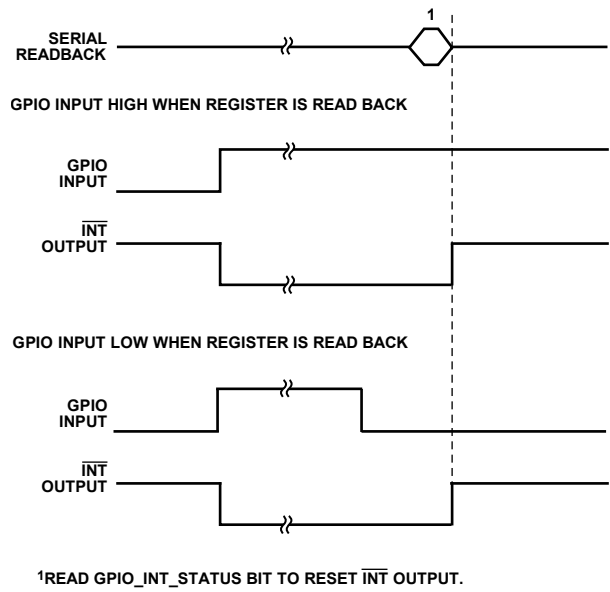 1
SERIAL
READBACK
GPIO INPUT HIGH WHEN REGISTER IS READ BACK
GPIO
INPUT
INT
OUTPUT
GPIO INPUT LOW WHEN REGISTER IS READ BACK
GPIO
INPUT
INT
OUTPUT
1READ GPIO_INT_STATUS BIT TO RESET INT OUTPUT.